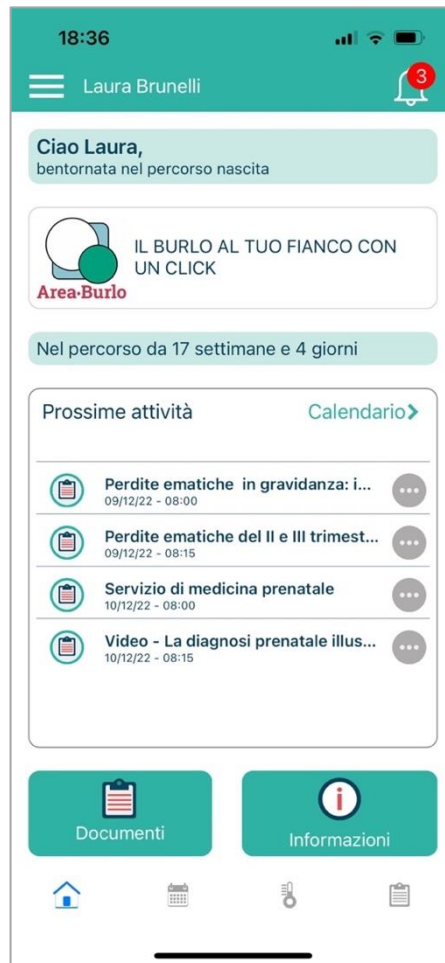 18:36
Laura Brunelli
3
Ciao Laura,
bentornata nel percorso nascita
IL BURLO AL TUO FIANCO CON
UN CLICK
Area·Burlo
Nel percorso da 17 settimane e 4 giorni
Prossime attività
Calendario
Perdite ematiche in gravidanza: i...
09/12/22 - 08:00
Perdite ematiche del II e III trimest...
09/12/22 - 08:15
Servizio di medicina prenatale
10/12/22 - 08:00
Video - La diagnosi prenatale illus...
10/12/22 - 08:15
Documenti
Informazioni